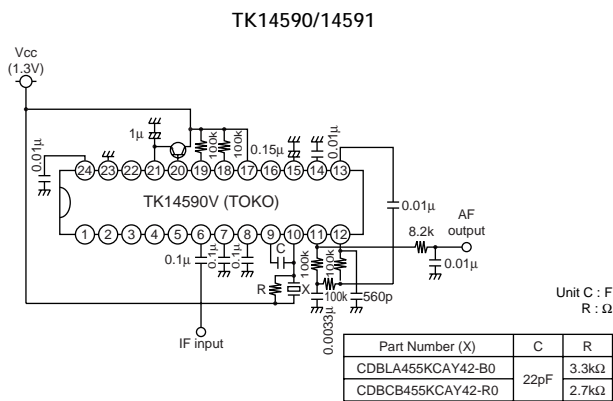 TK14590/14591
Vcc
(1.3V)
1μ
100k
100k
0.15μ
0.01μ
0.01μ
24 23 22 21 20 19 18 17 16 15 14 13
TK14590V (TOKO)
0.01μ
AF
output
1 2 3 4 5 6 7 8 9 10 11 12
8.2k
0.1μ
0.1μ
0.1μ
C
100k
100k
0.01μ
R
X
100k
560p
0.0033μ
Unit C : F
R : Ω
IF input
Part Number (X) C R
CDBLA455KCAY42-B0 22pF 3.3kΩ
CDBCB455KCAY42-R0 2.7kΩ